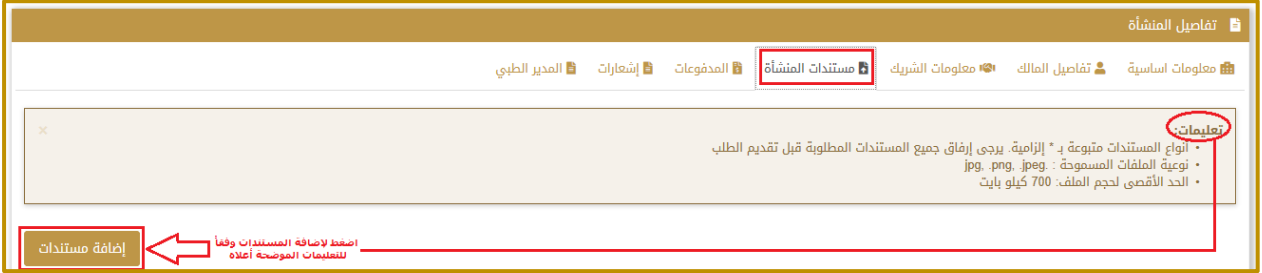 تفاصيل المنشأة
معلومات اساسية
تفاصيل المالك
معلومات الشريك
مستندات المنشأة
المدفوعات
إشعارات
المدير الطبي
تعليمات:
× 
• أنواع المستندات متبوعة بـ * إلزامية. يرجى إرفاق جميع المستندات المطلوبة قبل تقديم الطلب
• نوعية الملفات المسموحة : .jpg, .png, .jpeg
• الحد الأقصى لحجم الملف: 700 كيلو بايت
اضغط لإضافة المستندات وفقاً
للتعليمات الموضحة أعلاه
إضافة مستندات